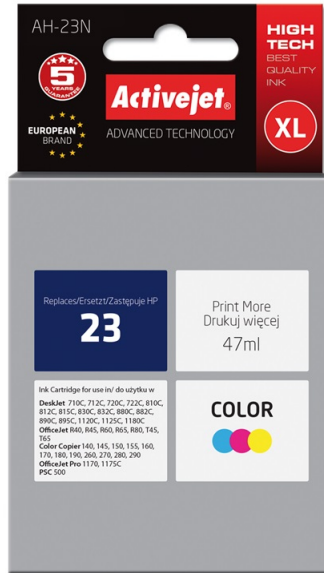 AH-23N
HIGH
TECH
BEST
QUALITY
INK
5
YEARS
GUARANTEE
Activejet®
EUROPEAN
BRAND
ADVANCED TECHNOLOGY
XL
Replaces/Ersetzt/Zastępuje HP
23
Print More
Drukuj więcej
47ml
Ink Cartridge for use in/ do użytku w
DeskJet 710C, 712C, 720C, 722C, 810C,
812C, 815C, 830C, 832C, 880C, 882C,
890C, 895C, 1120C, 1125C, 1180C
OfficeJet R40, R45, R60, R65, R80, T45,
T65
Color Copier 140, 145, 150, 155, 160,
170, 180, 190, 260, 270, 280, 290
OfficeJet Pro 1170, 1175C
PSC 500
COLOR